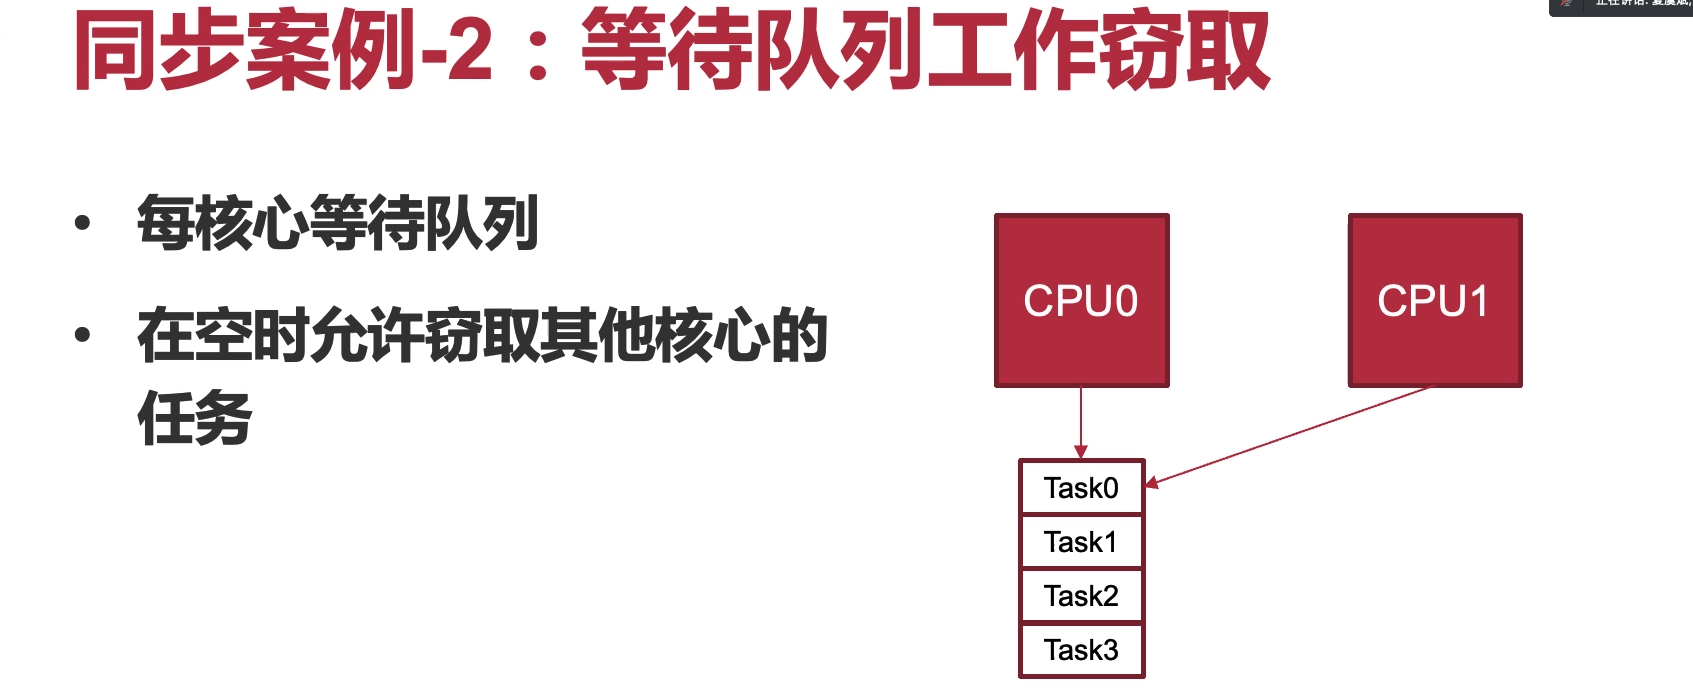 同步案例-2：等待队列工作窃取
• 每核心等待队列
• 在空时允许窃取其他核心的
任务
CPU0
CPU1
Task0
Task1
Task2
Task3